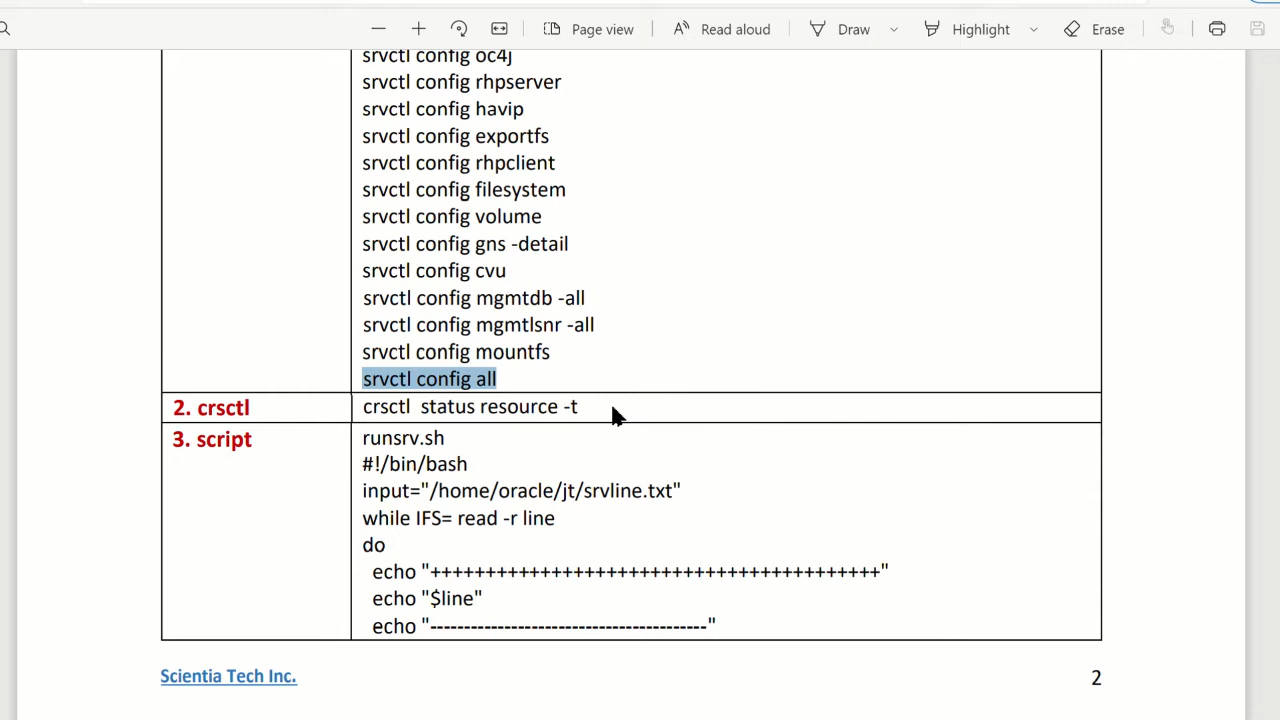 Page view
Read aloud
Draw
Highlight
Erase
srvctl config oc4j
srvctl config rhpserver
srvctl config havip
srvctl config exportfs
srvctl config rhpclient
srvctl config filesystem
srvctl config volume
srvctl config gns -detail
srvctl config cvu
srvctl config mgmtdb -all
srvctl config mgmtlsnr -all
srvctl config mountfs
srvctl config all
2. crsctl
crsctl  status resource -t
3. script
runsrv.sh
#!/bin/bash
input="/home/oracle/jt/srvline.txt"
while IFS= read -r line
do
echo "+++++++++++++++++++++++++++++++++++++++++"
echo "$line"
echo "-----------------------------------------"
Scientia Tech Inc.
2